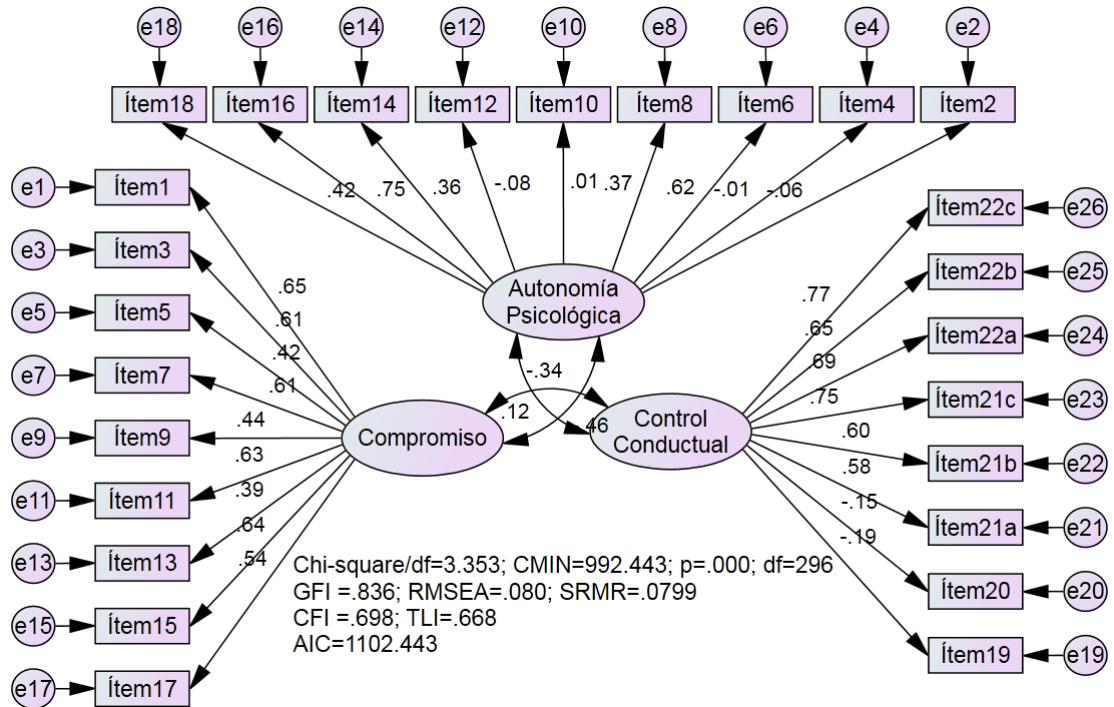 e18 e16 e14 e12 e10 e8 e6 e4 e2
Ítem18 Ítem16 Ítem14 Ítem12 Ítem10 Ítem8 Ítem6 Ítem4 Ítem2
.42 .75 .36 -.08 .01 .37 .62 -.01 -.06
Autonomía
Psicológica
e1 Ítem1
e3 Ítem3
e5 Ítem5
e7 Ítem7
e9 Ítem9
e11 Ítem11
e13 Ítem13
e15 Ítem15
e17 Ítem17
.65
.61
.42
.61
.44
.63
.39
.64
.54
Compromiso
-.34
.12
.46
Control
Conductual
.77
.65
.69
.75
.60
.58
-.15
-.19
Ítem22c e26
Ítem22b e25
Ítem22a e24
Ítem21c e23
Ítem21b e22
Ítem21a e21
Ítem20 e20
Ítem19 e19
Chi-square/df=3.353; CMIN=992.443; p=.000; df=296
GFI =.836; RMSEA=.080; SRMR=.0799
CFI =.698; TLI=.668
AIC=1102.443